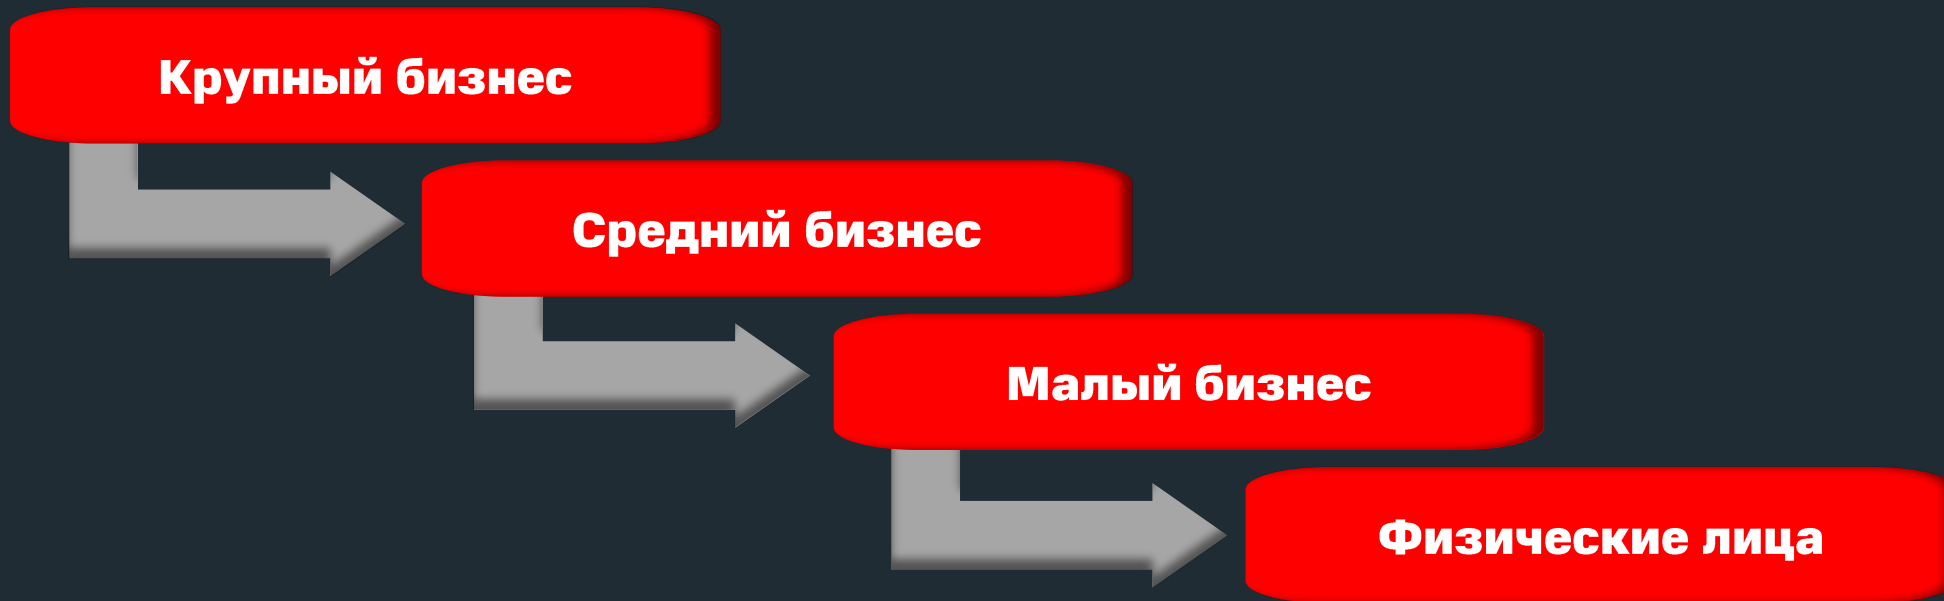 Крупный бизнес
Средний бизнес
Малый бизнес
Физические лица